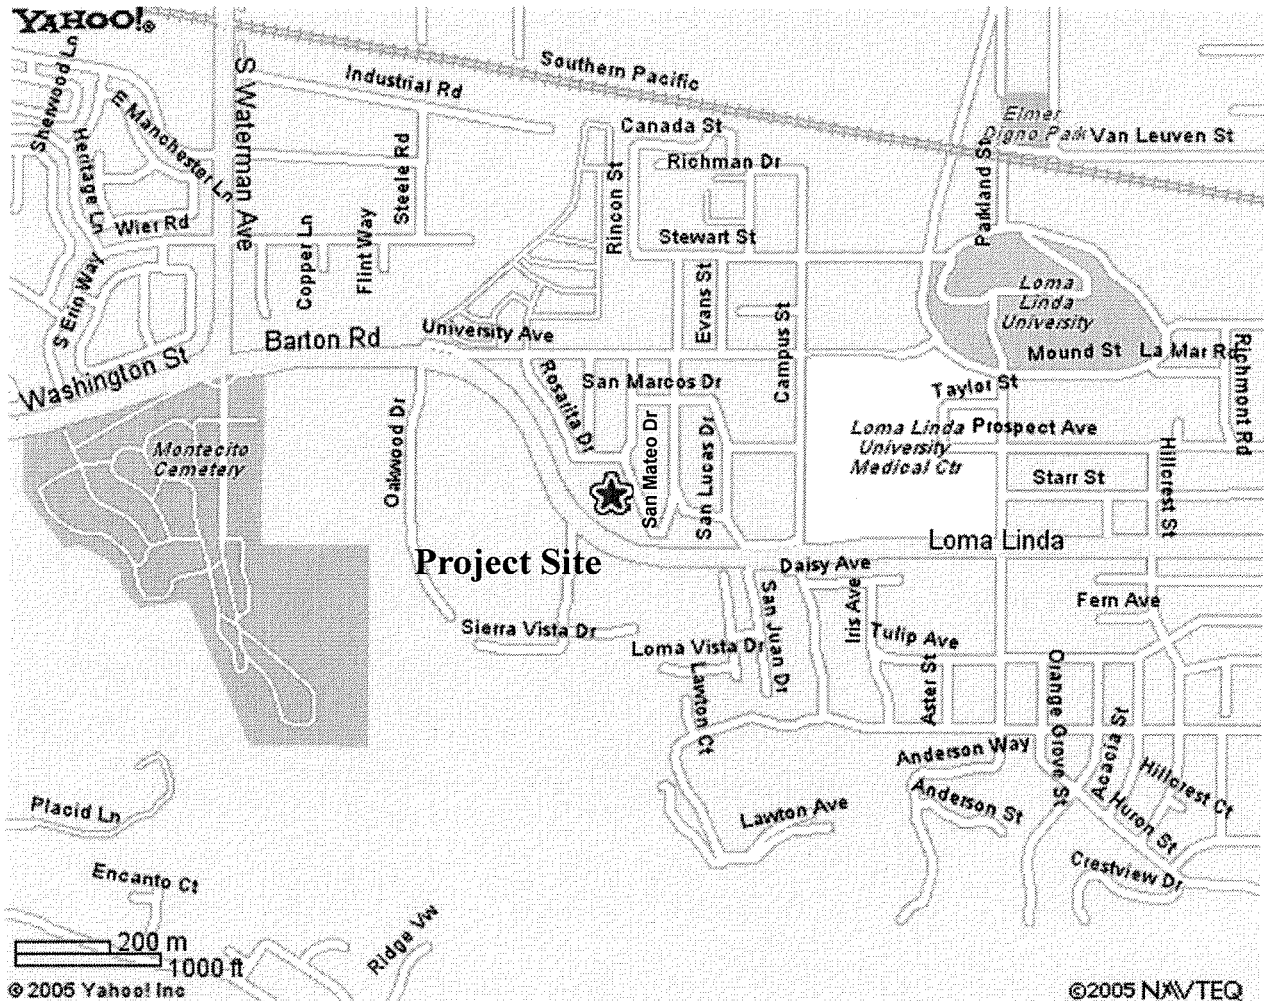 YAHOO!®
Southern Pacific
Industrial Rd
Shewood Ln
E Manchester Ln
S Waterman Ave
Heritage Ln
Steele Rd
Canada St
Richman Dr
Rincon St
Elmer
Digno Park
Van Leuven St
Parkland St
Wier Rd
Copper Ln
Flint Way
Stewart St
S Erin Way
Evans St
Campus St
Loma
Linda
University
University Ave
Barton Rd
Washington St
Mound St
La Mar Rd
Richmont Rd
Rosarita Dr
San Marcos Dr
Taylor St
Oakwood Dr
San Mateo Dr
San Lucas Dr
Loma Linda
University
Medical Ctr
Prospect Ave
Montecito
Cemetery
Starr St
Hillcrest St
Project Site
Loma Linda
Daisy Ave
Iris Ave
San Juan Dr
Fern Ave
Sierra Vista Dr
Loma Vista Dr
Tulip Ave
Lawton Ct
Aster St
Orange Grove St
Acacia St
Anderson Way
Hillcrest Ct
Anderson St
Huron St
Lawton Ave
Placid Ln
Crestview Dr
Encanto Ct
Ridge Vw
200 m
1000 ft
© 2005 Yahoo! Inc
©2005 NAVTEQ